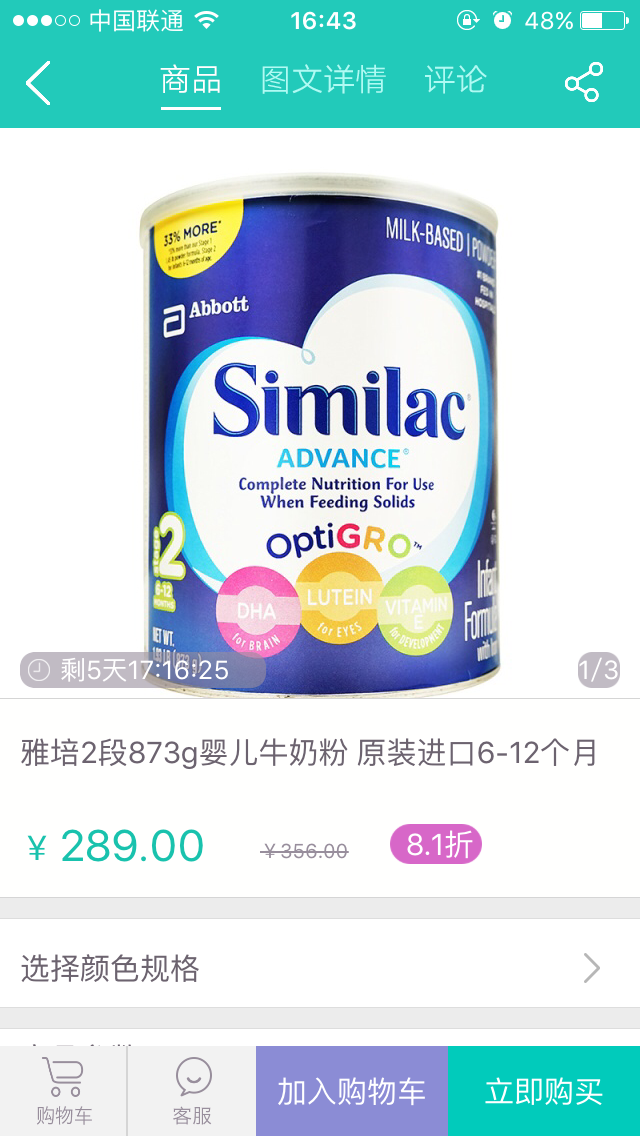 中国联通 16:43 48%
商品 图文详情 评论
33% MORE*
MILK-BASED | POWDER
Abbott
Similac
ADVANCE®
Complete Nutrition For Use
When Feeding Solids
OptiGRO™
2
6-12
MONTHS
DHA
for BRAIN
LUTEIN
for EYES
VITAMIN
E
for DEVELOPMENT
NET WT.
剩5天17:16:25
1/3
雅培2段873g婴儿牛奶粉 原装进口6-12个月
¥ 289.00 ¥356.00 8.1折
选择颜色规格
购物车 客服 加入购物车 立即购买